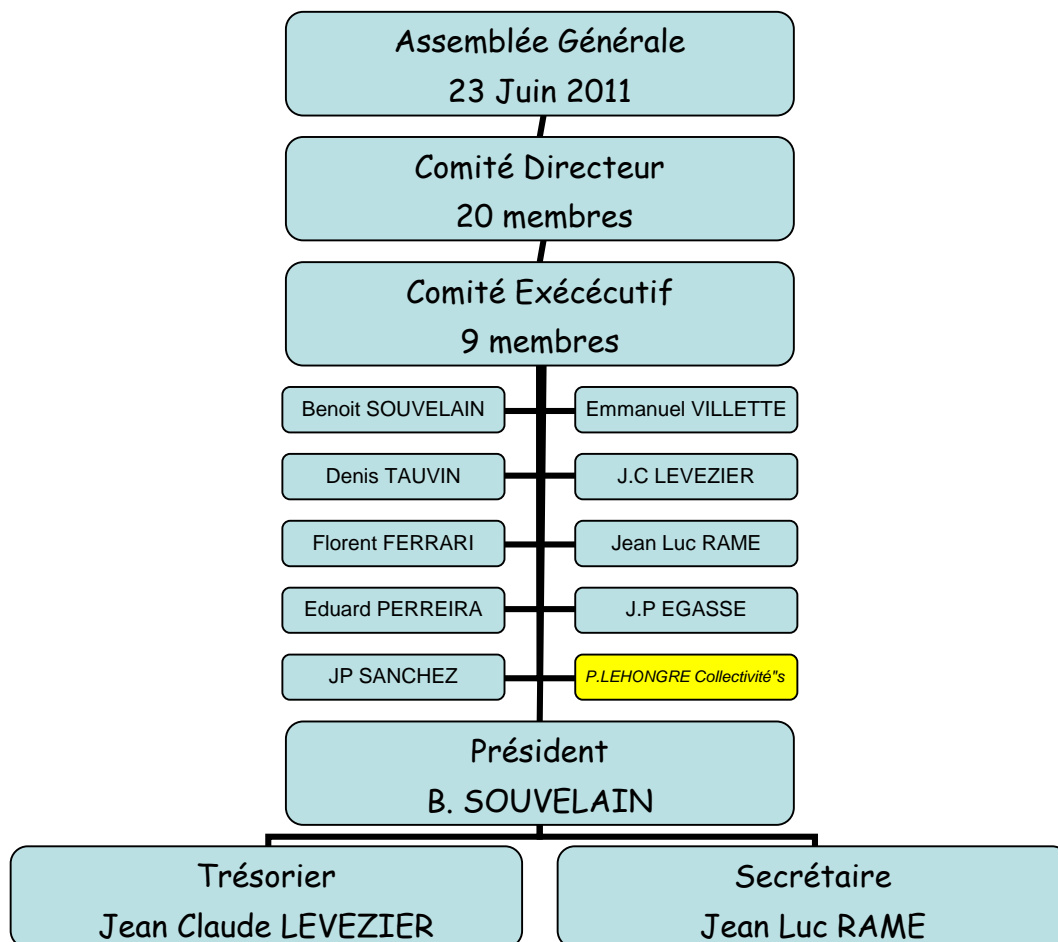 Assemblée Générale
23 Juin 2011
Comité Directeur
20 membres
Comité Exécécutif
9 membres
Benoit SOUVELAIN
Emmanuel VILLETTE
Denis TAUVIN
J.C LEVEZIER
Florent FERRARI
Jean Luc RAME
Eduard PERREIRA
J.P EGASSE
JP SANCHEZ
P.LEHONGRE Collectivité"s
Président
B. SOUVELAIN
Trésorier
Jean Claude LEVEZIER
Secrétaire
Jean Luc RAME